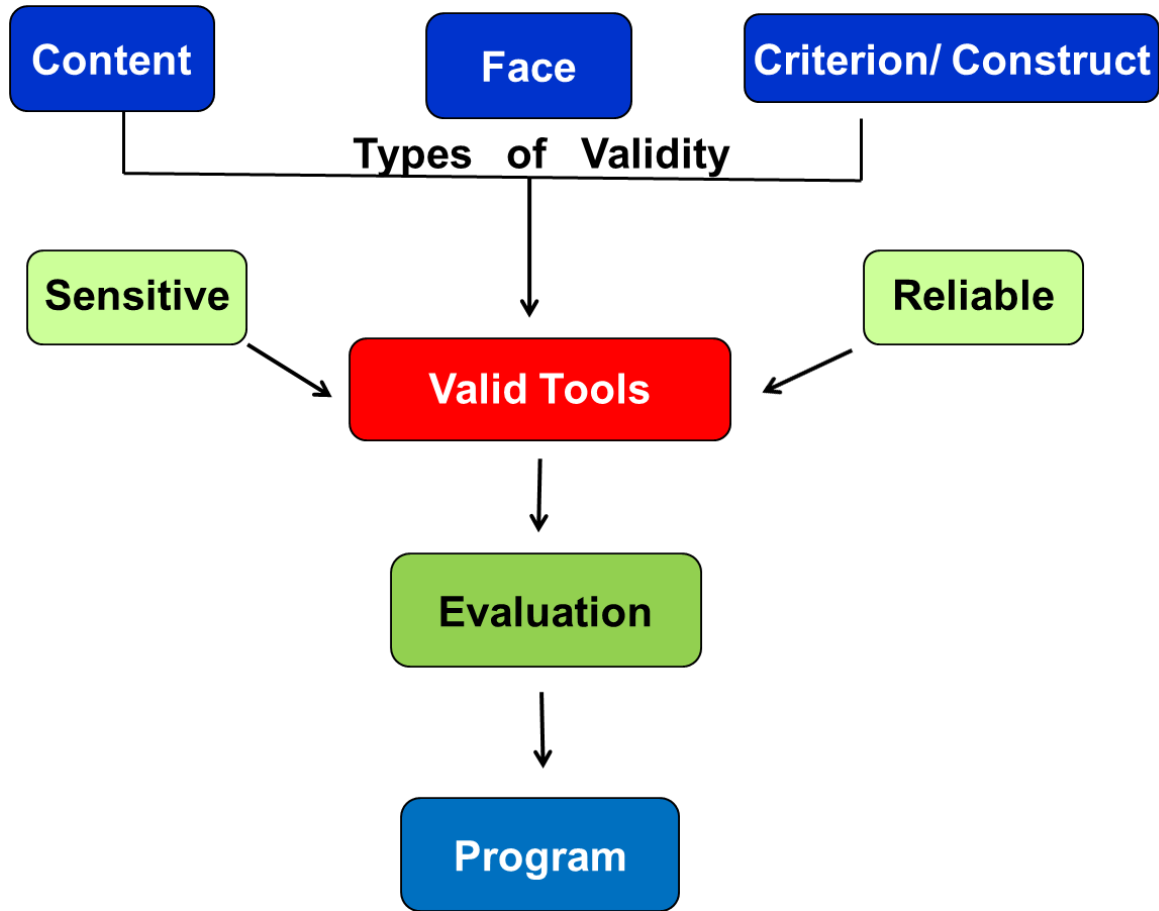 Content
Face
Criterion/ Construct
Types of Validity
Sensitive
Reliable
Valid Tools
Evaluation
Program